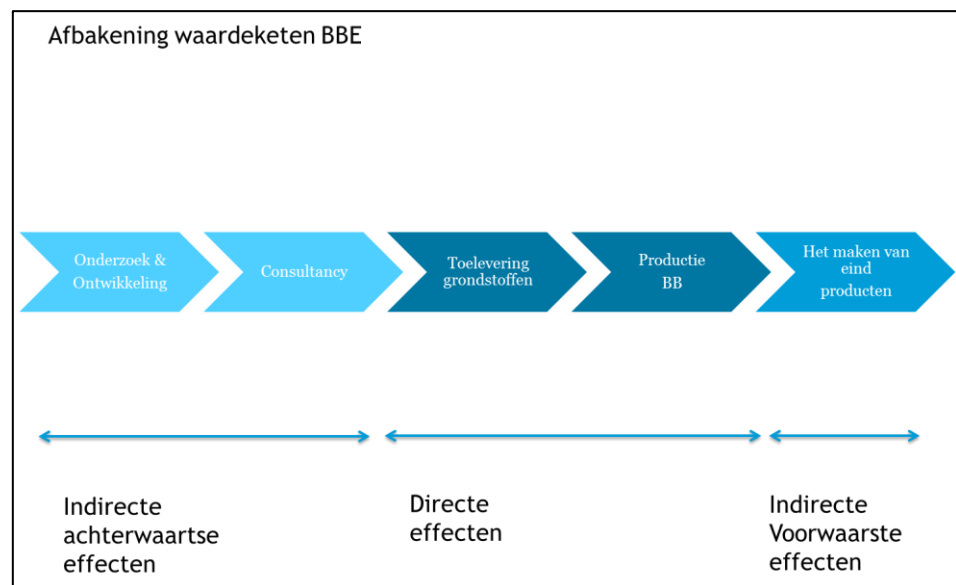 Afbakening waardeketen BBE
Onderzoek &
Ontwikkeling
Consultancy
Toelevering
grondstoffen
Productie
BB
Het maken van
eind
producten
Indirecte
achterwaartse
effecten
Directe
effecten
Indirecte
Voorwaarste
effecten